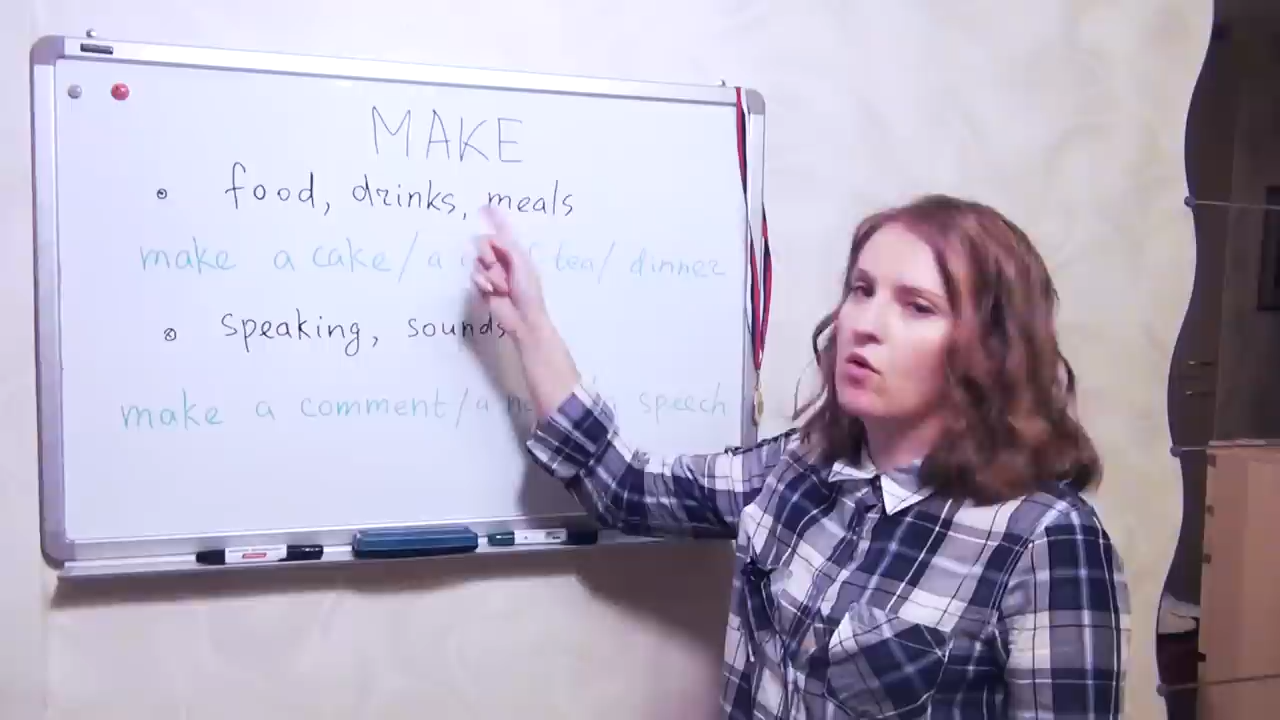 MAKE
food, drinks, meals
make a cake/a tea/ dinner
speaking, sounds
make a comment/a speech